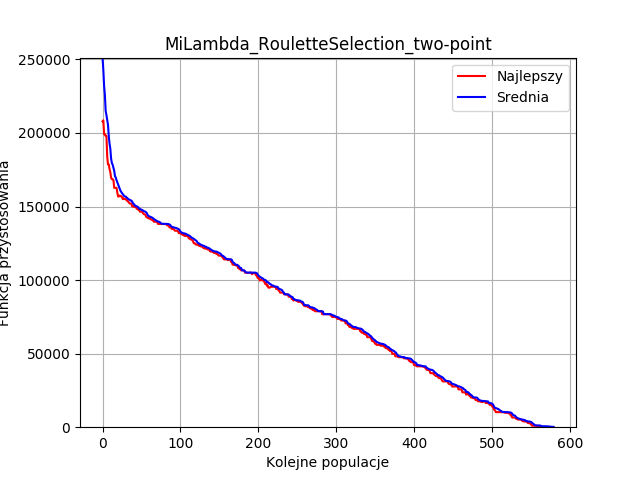 MiLambda_RouletteSelection_two-point
Najlepszy
Srednia
250000
200000
150000
100000
50000
0
Funkcja przystosowania
0 100 200 300 400 500 600
Kolejne populacje